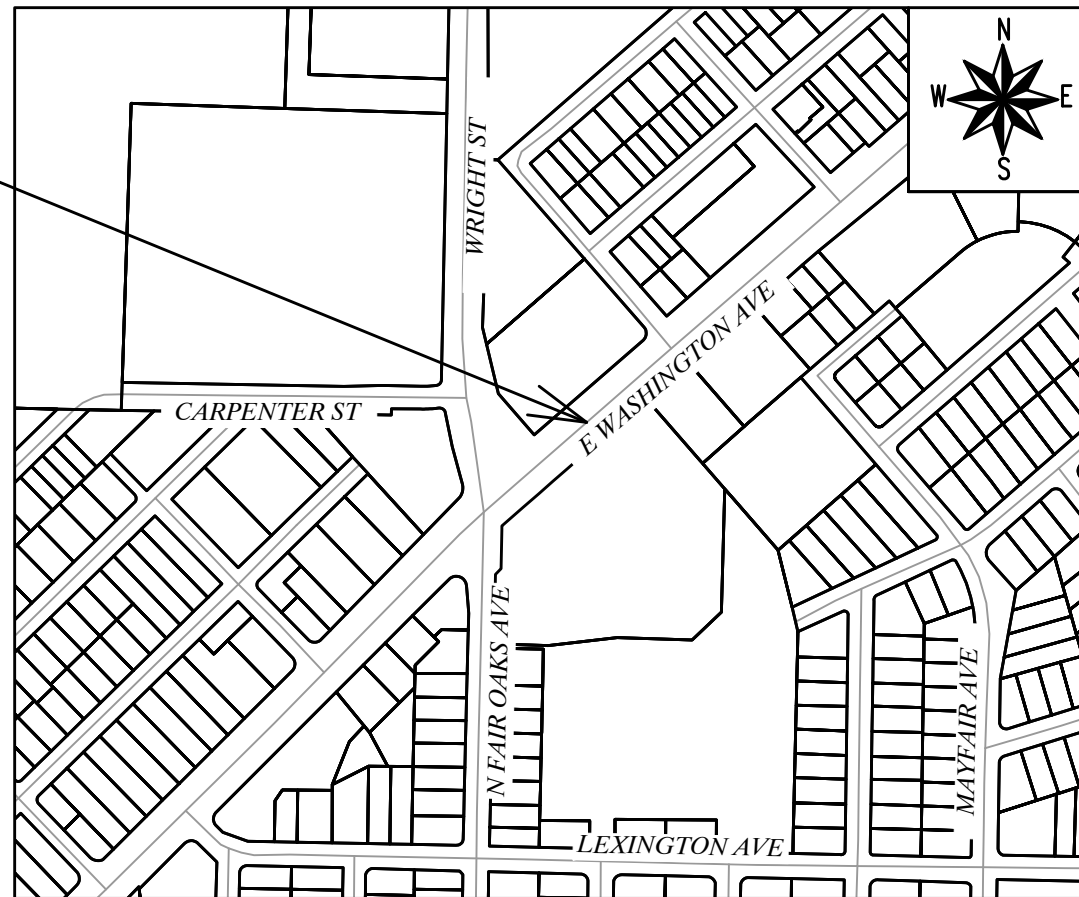 N
W E
S
WRIGHT ST
E WASHINGTON AVE
CARPENTER ST
N FAIR OAKS AVE
MAYFAIR AVE
LEXINGTON AVE